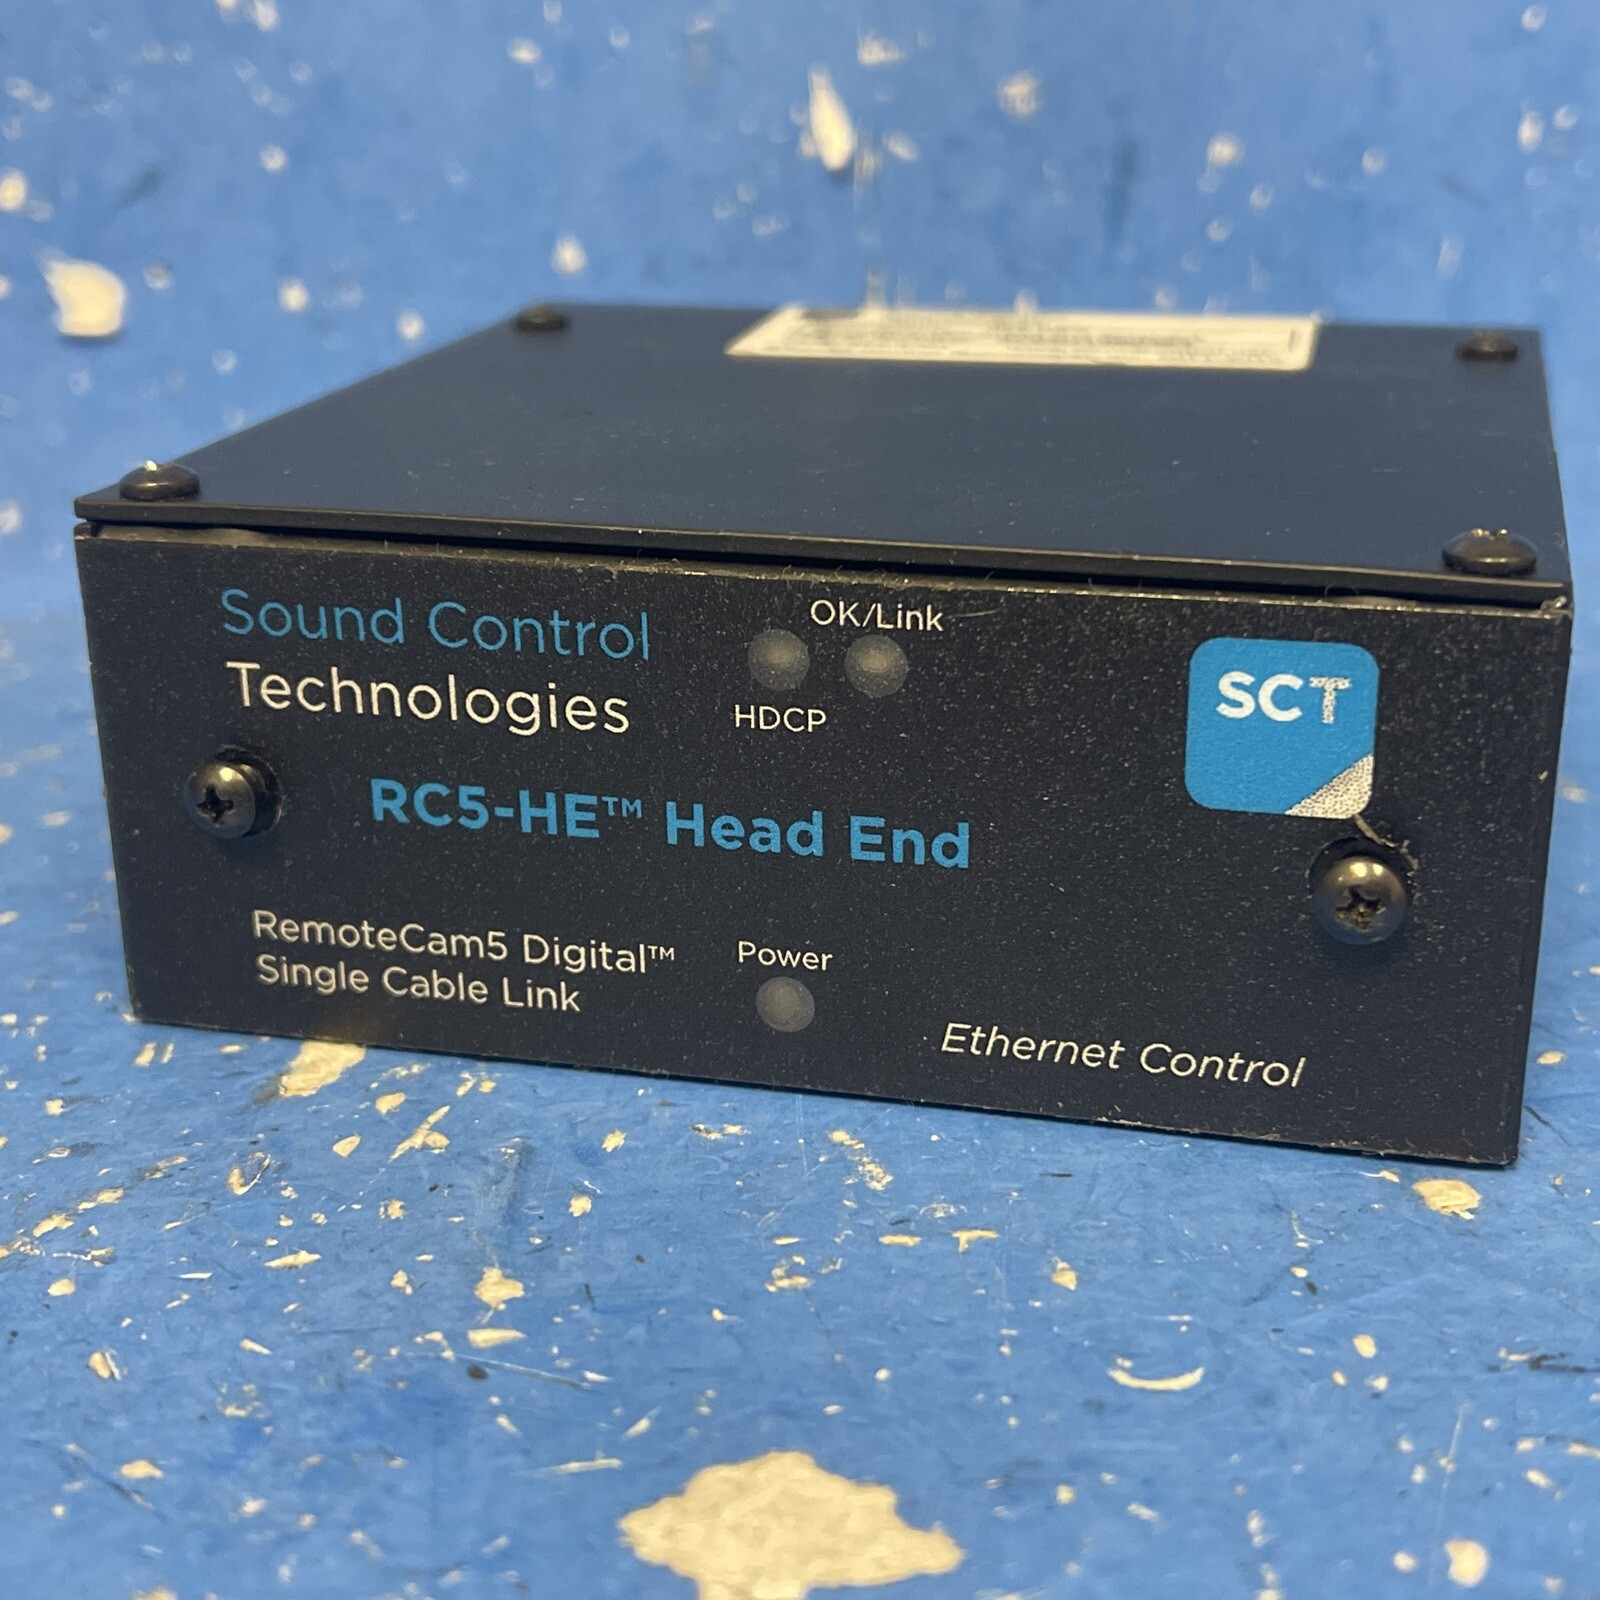 Sound Control
Technologies
OK/Link
HDCP
SCT
RC5-HE™ Head End
RemoteCam5 Digital™
Single Cable Link
Power
Ethernet Control